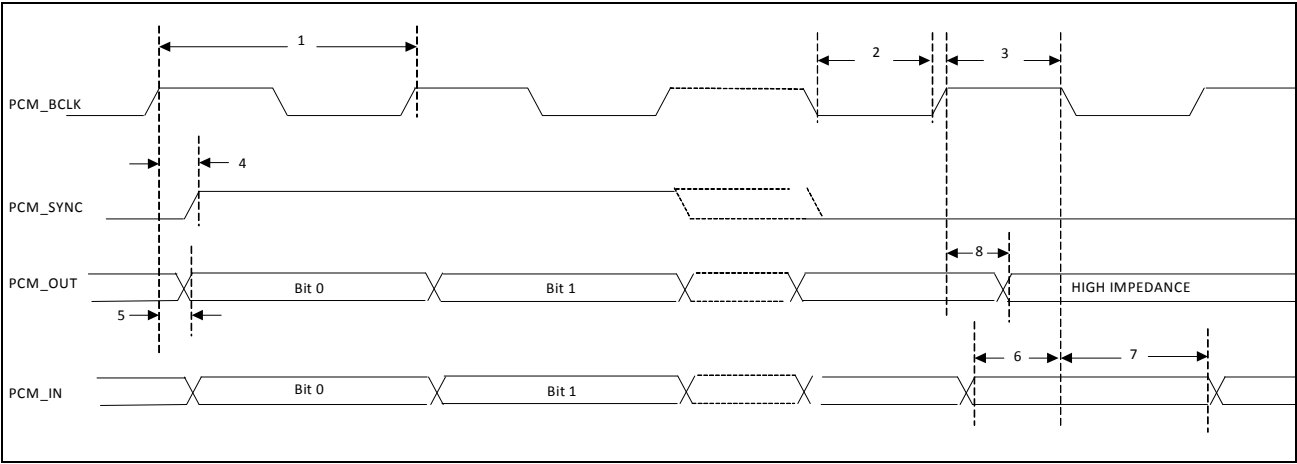 1
2
3
PCM_BCLK
4
PCM_SYNC
8
PCM_OUT
Bit 0
Bit 1
HIGH IMPEDANCE
5
6
7
PCM_IN
Bit 0
Bit 1